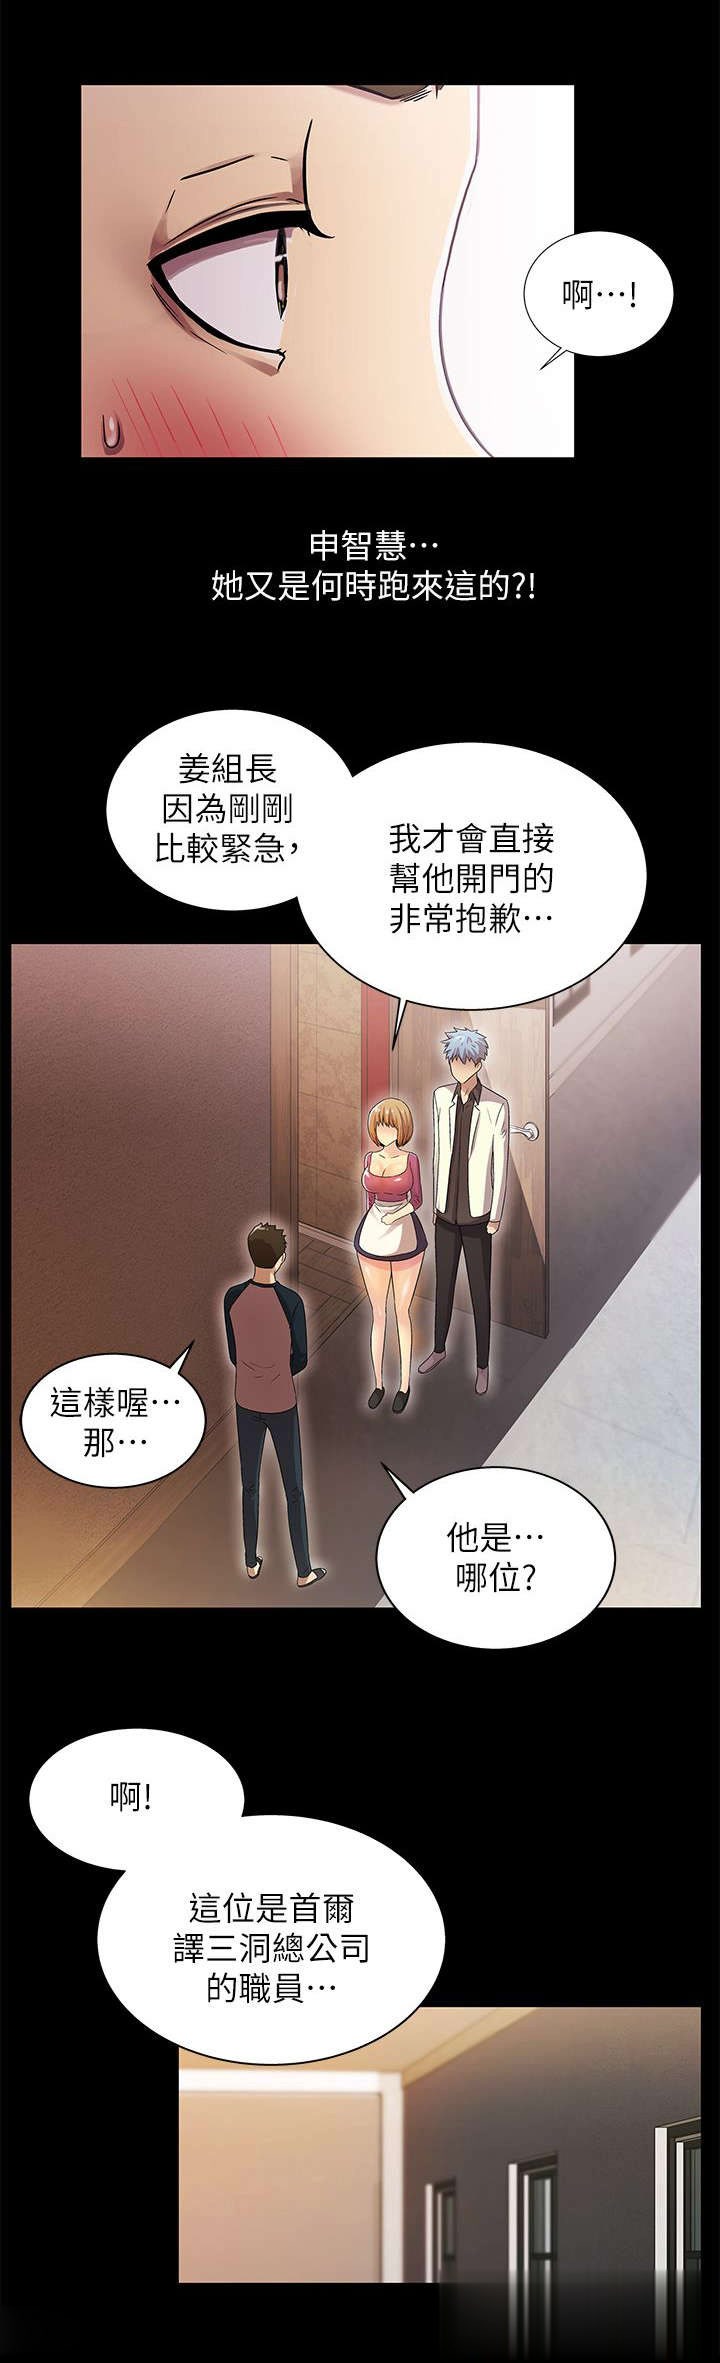 啊…!
申智慧…
她又是何時跑來這的?!
姜組長
因為剛剛
比較緊急，
我才會直接
幫他開門的
非常抱歉…
這樣喔…
那…
他是…
哪位?
啊!
這位是首爾
譯三洞總公司
的職員…